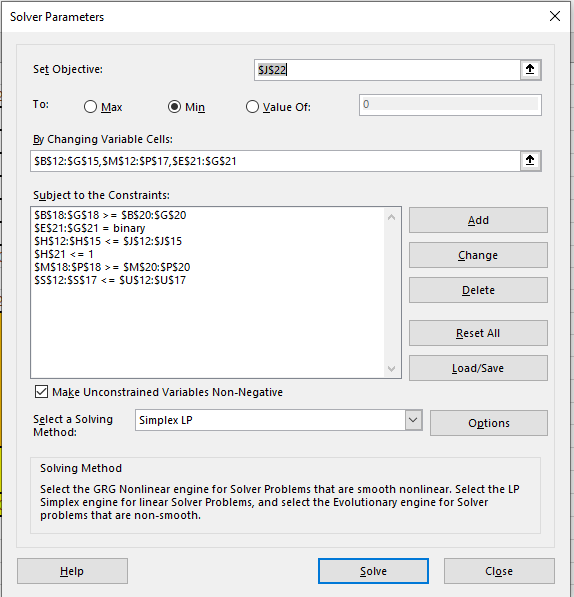 Solver Parameters
Set Objective:
$J$22
To:
Max
Min
Value Of:
0
By Changing Variable Cells:
$B$12:$G$15,$M$12:$P$17,$E$21:$G$21
Subject to the Constraints:
$B$18:$G$18 >= $B$20:$G$20
$E$21:$G$21 = binary
$H$12:$H$15 <= $J$12:$J$15
$H$21 <= 1
$M$18:$P$18 >= $M$20:$P$20
$S$12:$S$17 <= $U$12:$U$17
Add
Change
Delete
Reset All
Load/Save
Make Unconstrained Variables Non-Negative
Select a Solving
Method:
Simplex LP
Options
Solving Method
Select the GRG Nonlinear engine for Solver Problems that are smooth nonlinear. Select the LP
Simplex engine for linear Solver Problems, and select the Evolutionary engine for Solver
problems that are non-smooth.
Help
Solve
Close